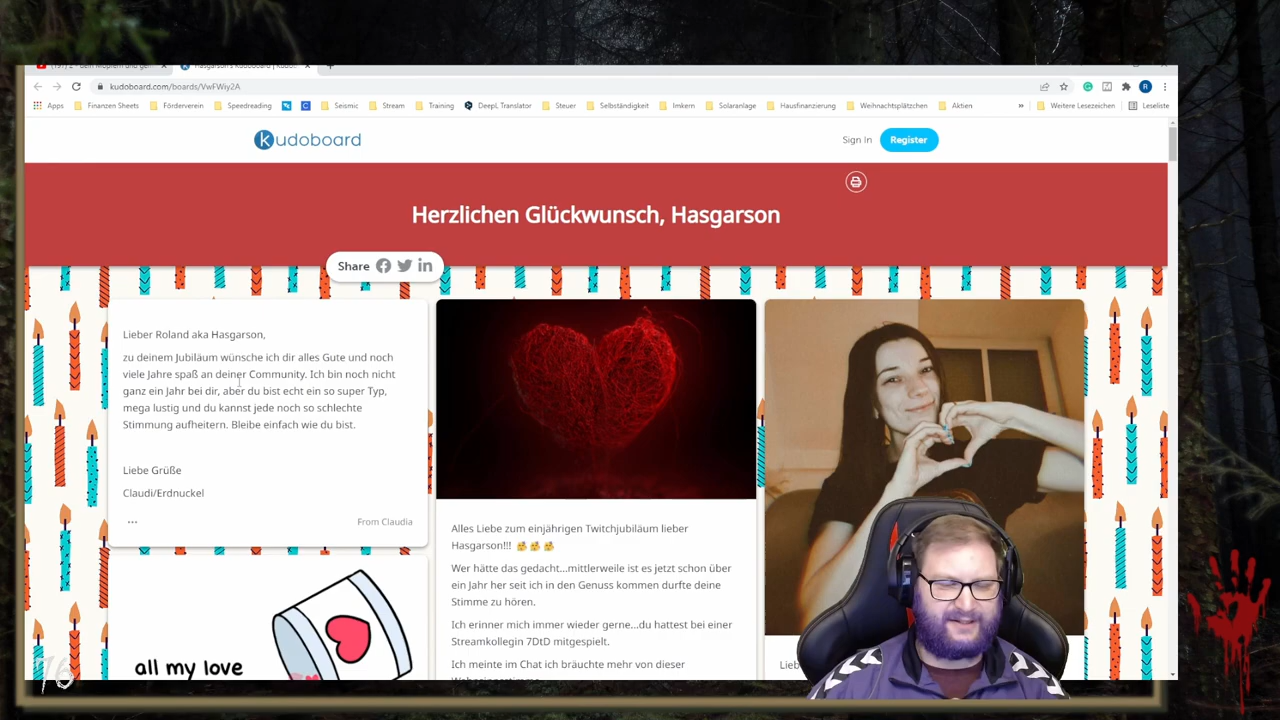 kudoboard.com/boards/VwFWiy2A
Apps
Finanzen Sheets
Förderverein
Speedreading
Seismic
Stream
Training
DeepL Translator
Steuer
Selbständigkeit
Imkern
Solaranlage
Hausfinanzierung
Weihnachtsplätzchen
Aktien
»
Weitere Lesezeichen
Leseliste
kudoboard
Sign In
Register
Herzlichen Glückwunsch, Hasgarson
Share
Lieber Roland aka Hasgarson,
zu deinem Jubiläum wünsche ich dir alles Gute und noch
viele Jahre spaß an deiner Community. Ich bin noch nicht
ganz ein Jahr bei dir, aber du bist echt ein so super Typ,
mega lustig und du kannst jede noch so schlechte
Stimmung aufheitern. Bleibe einfach wie du bist.
Liebe Grüße
Claudi/Erdnuckel
...
From Claudia
all my love
Alles Liebe zum einjährigen Twitchjubiläum lieber
Hasgarson!!! 🥳🥳🥳
Wer hätte das gedacht...mittlerweile ist es jetzt schon über
ein Jahr her seit ich in den Genuss kommen durfte deine
Stimme zu hören.
Ich erinner mich immer wieder gerne...du hattest bei einer
Streamkollegin 7DtD mitgespielt.
Ich meinte im Chat ich bräuchte mehr von dieser
Lieb
76